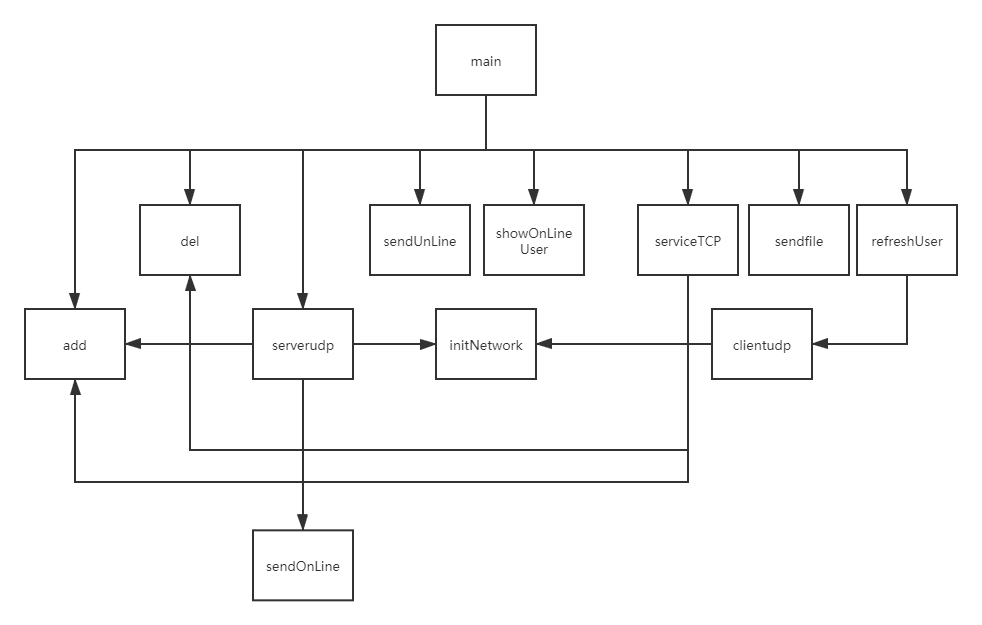 main
del
sendUnLine
showOnLine
User
serviceTCP
sendfile
refreshUser
add
serverudp
initNetwork
clientudp
sendOnLine